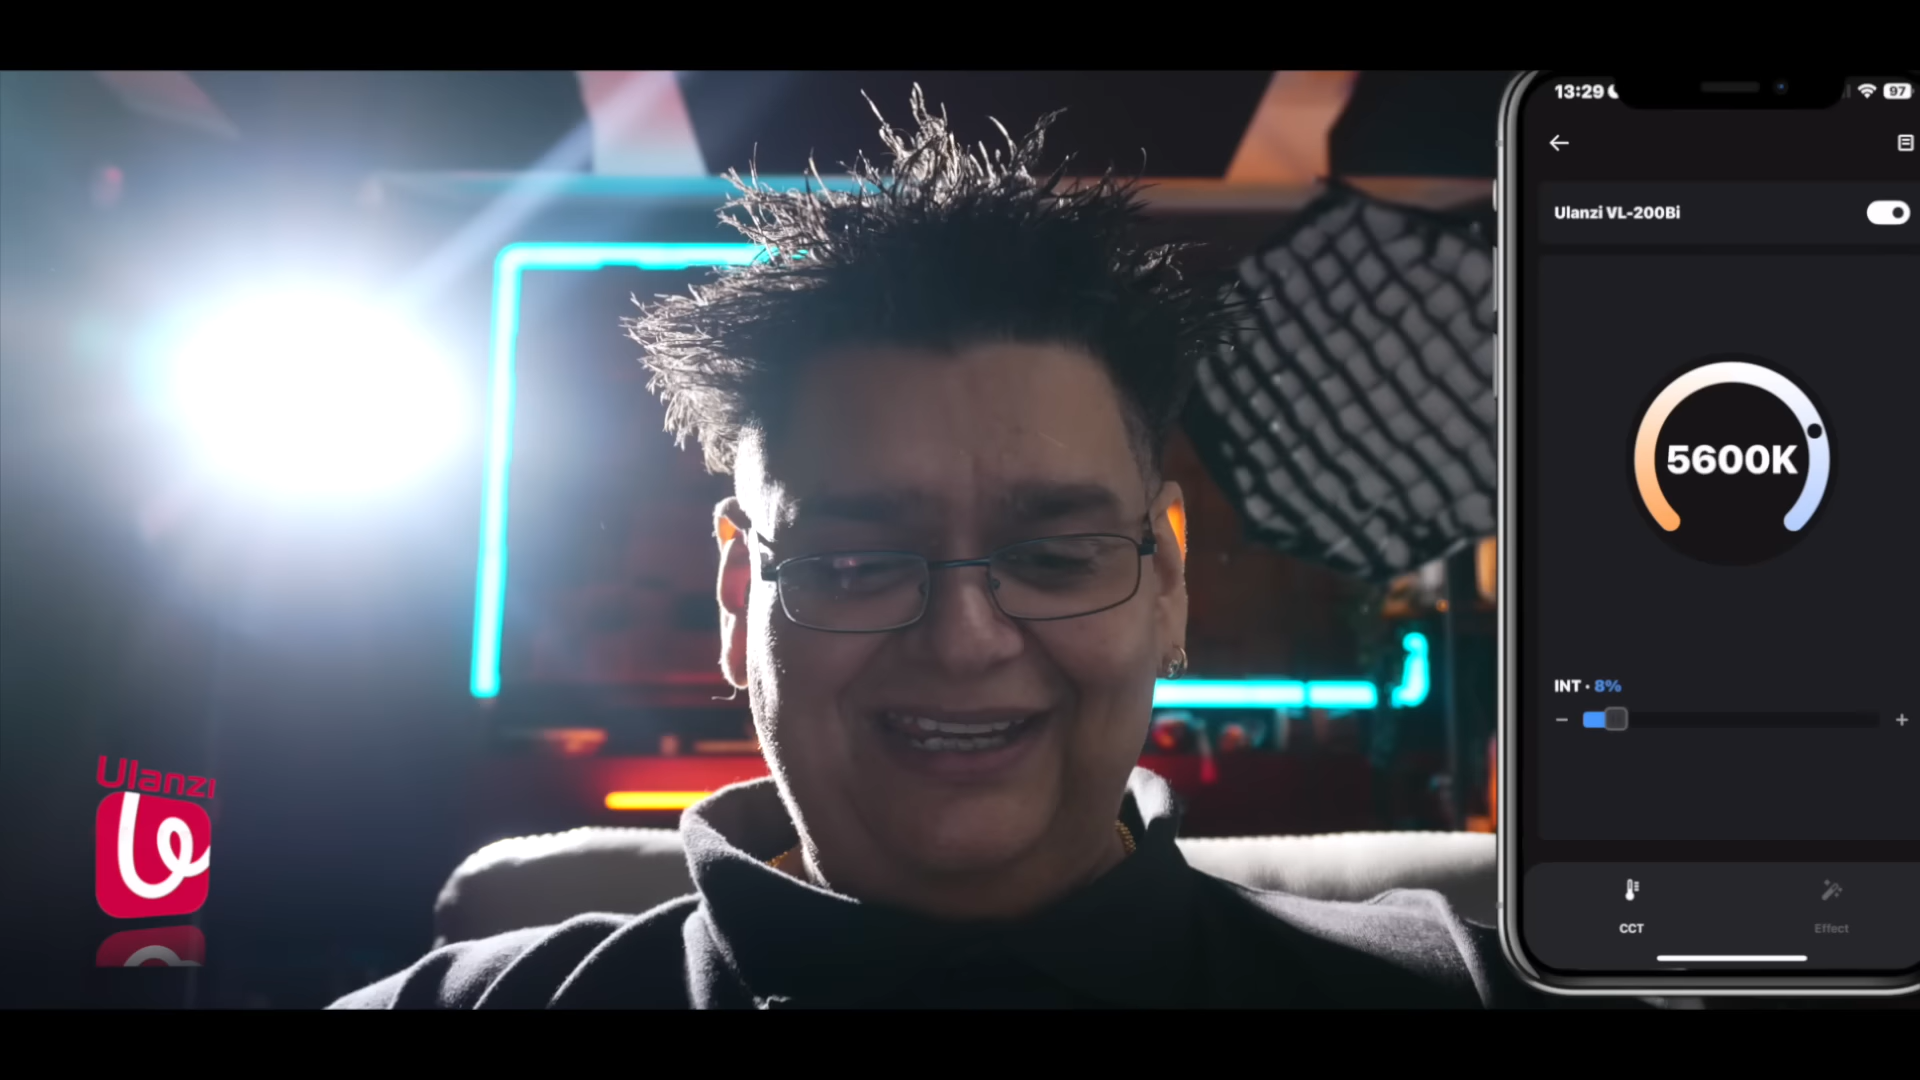 13:29
97
Ulanzi VL-200Bi
5600K
INT · 8%
CCT
Effect
Ulanzi